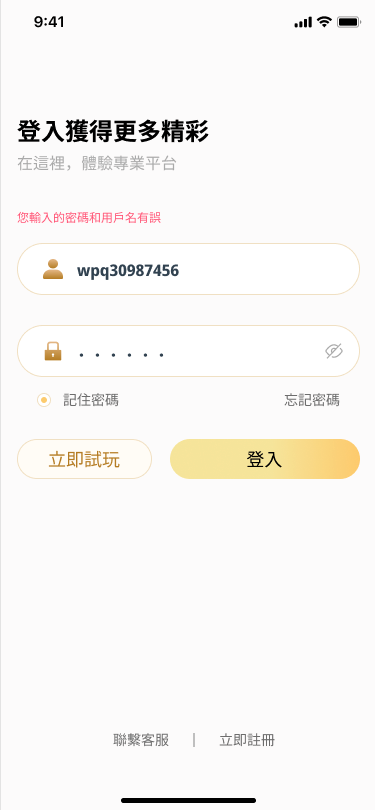 9:41
登入獲得更多精彩
在這裡，體驗專業平台
您輸入的密碼和用戶名有誤
wpq30987456
• • • • • •
記住密碼 忘記密碼
立即試玩 登入
聯繫客服 | 立即註冊